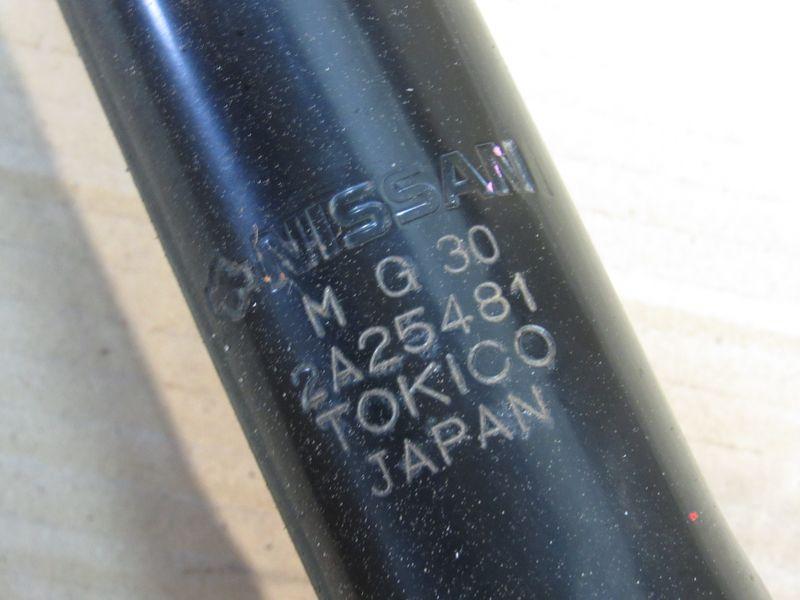 NISSAN
M G 30
2A25481
TOKICO
JAPAN